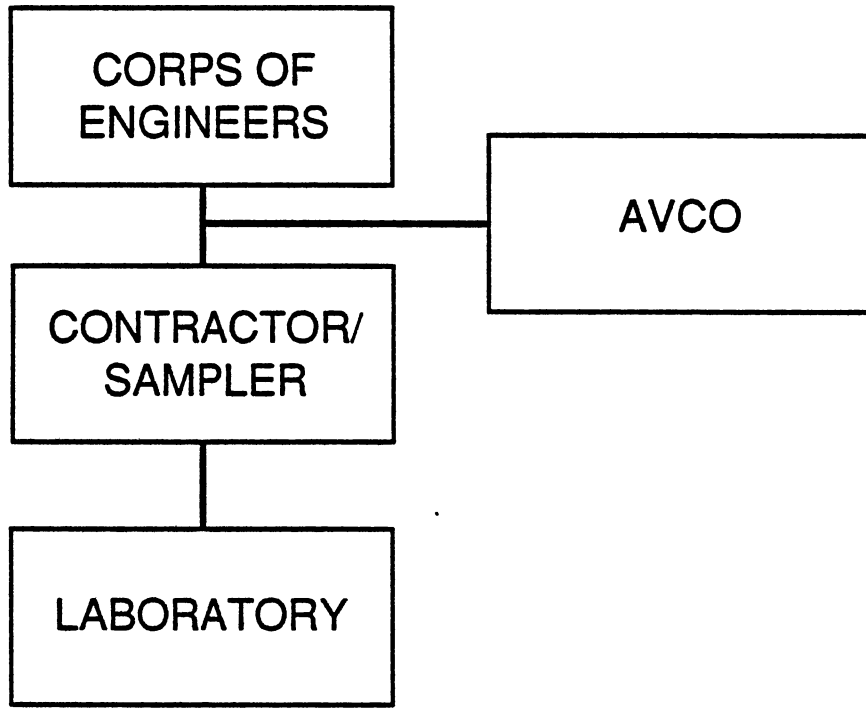 CORPS OF
ENGINEERS
AVCO
CONTRACTOR/
SAMPLER
LABORATORY